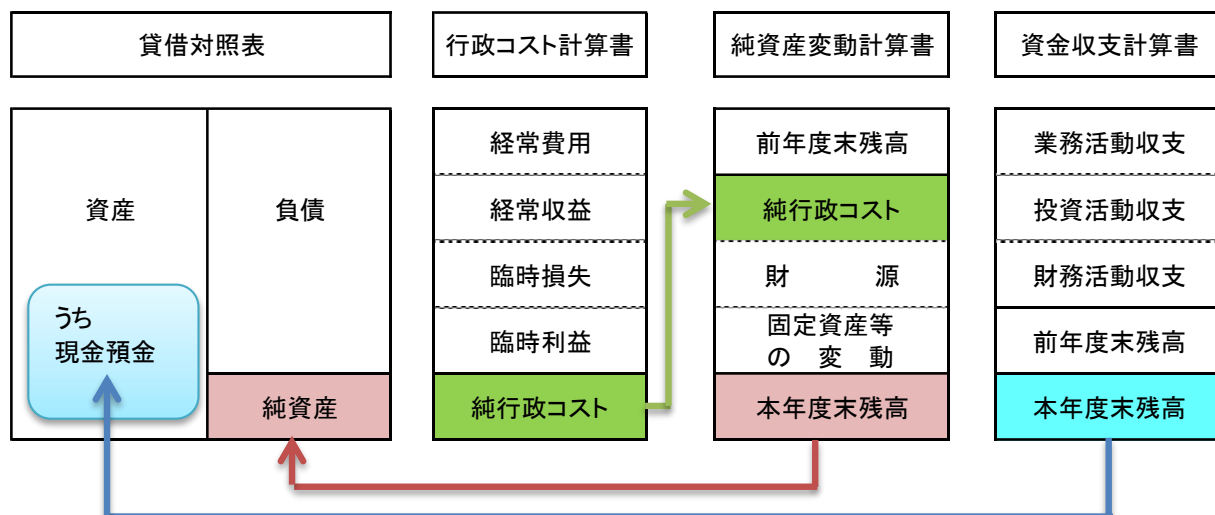 貸借対照表
行政コスト計算書
純資産変動計算書
資金収支計算書
資産
うち
現金預金
負債
純資産
経常費用
経常収益
臨時損失
臨時利益
純行政コスト
前年度末残高
純行政コスト
財　　源
固定資産等
の　変　動
本年度末残高
業務活動収支
投資活動収支
財務活動収支
前年度末残高
本年度末残高